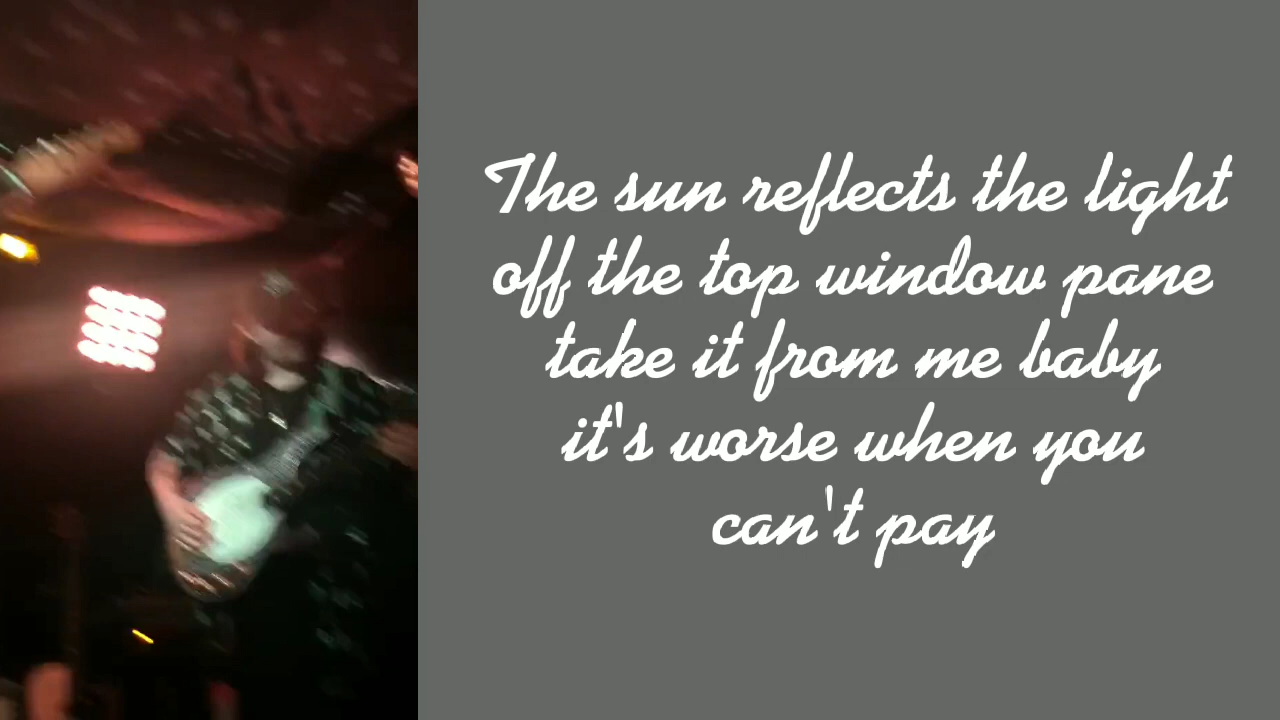 The sun reflects the light
off the top window pane
take it from me baby
it's worse when you
can't pay